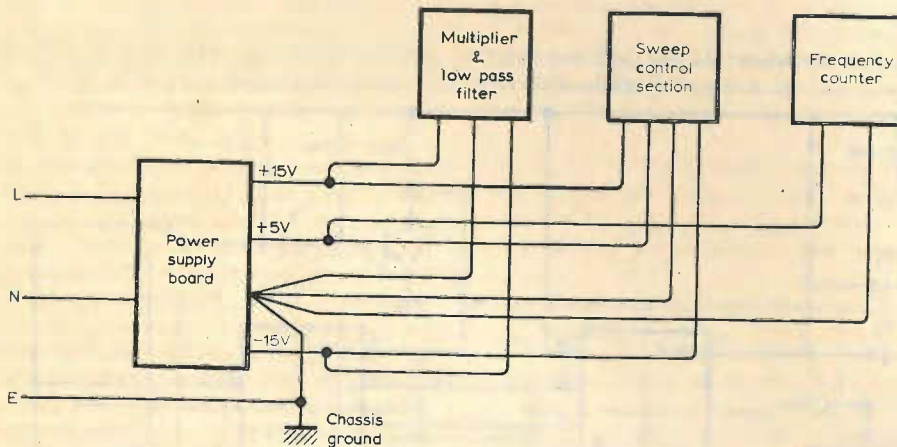 Multiplier
&
low pass
filter
Sweep
control
section
Frequency
counter
+15V
L
+5V
Power
supply
board
N
-15V
E
Chassis
ground